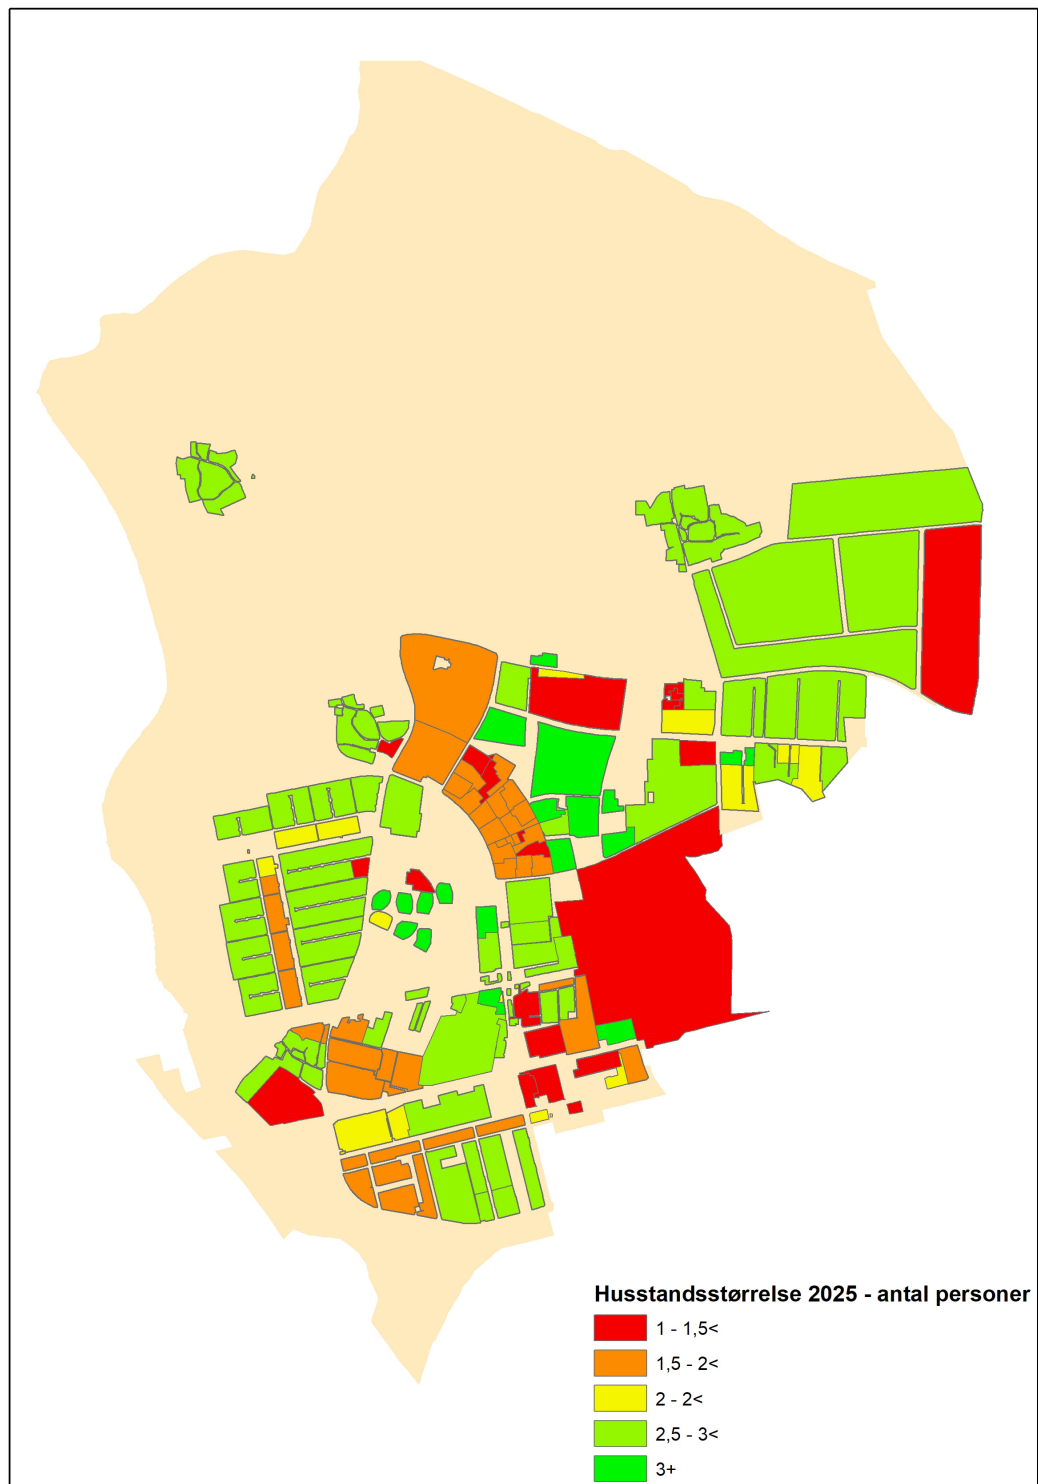 Husstandsstørrelse 2025 - antal personer
1 - 1,5<
1,5 - 2<
2 - 2<
2,5 - 3<
3+